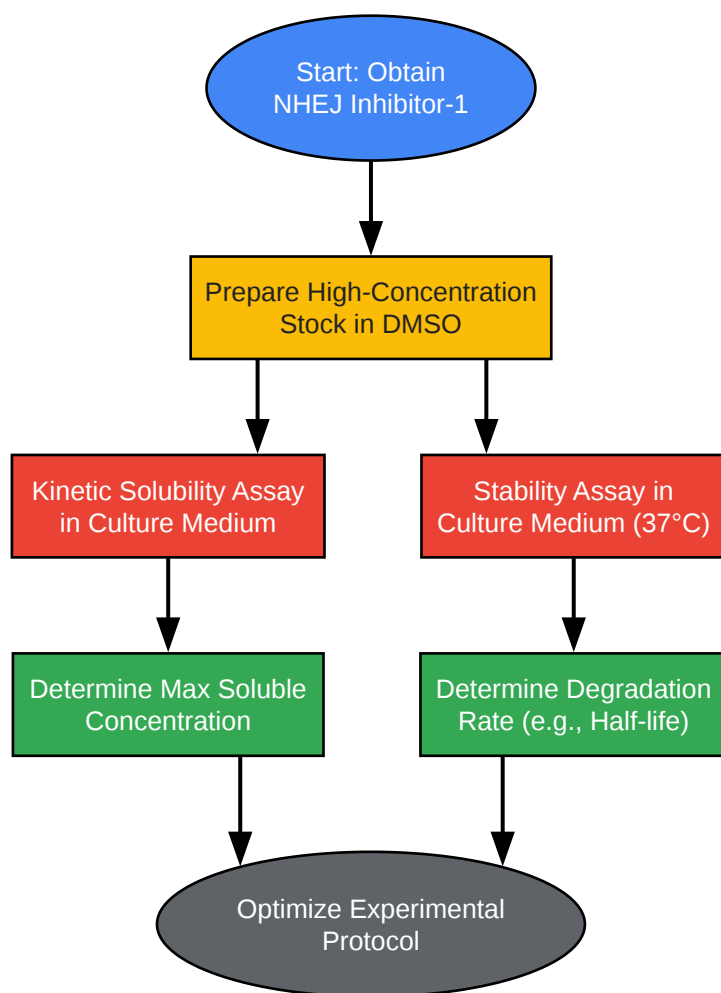 Start: Obtain
NHEJ Inhibitor-1
Prepare High-Concentration
Stock in DMSO
Kinetic Solubility Assay
in Culture Medium
Stability Assay in
Culture Medium (37°C)
Determine Max Soluble
Concentration
Determine Degradation
Rate (e.g., Half-life)
Optimize Experimental
Protocol